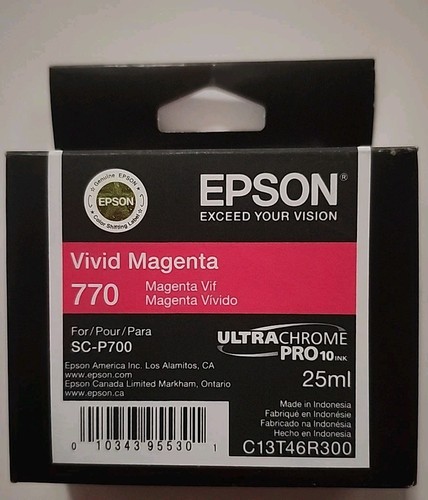 Genuine EPSON
EPSON
Color Shifting Label
EPSON®
EXCEED YOUR VISION
Vivid Magenta
770
Magenta Vif
Magenta Vívido
For/Pour/Para
SC-P700
ULTRACHROME
PRO10 INK
Epson America Inc. Los Alamitos, CA
www.epson.com
Epson Canada Limited Markham, Ontario
www.epson.ca
25ml
Made in Indonesia
Fabriqué en Indonésie
Fabricado na Indonésia
Hecho en Indonesia
C13T46R300
0 10343 95530 1